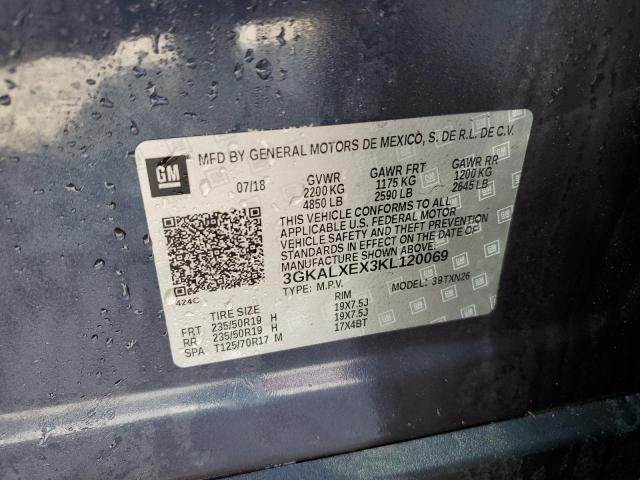 GM MFD BY GENERAL MOTORS DE MEXICO, S. DE R.L. DE C.V.
07/18 GVWR GAWR FRT GAWR RR
2200 KG 1175 KG 1200 KG
4850 LB 2590 LB 2645 LB
THIS VEHICLE CONFORMS TO ALL
APPLICABLE U.S. FEDERAL MOTOR
VEHICLE SAFETY AND THEFT PREVENTION
STANDARDS IN EFFECT ON THE DATE OF
MANUFACTURE SHOWN ABOVE.
3GKALXEX3KL120069
TYPE: M.P.V. MODEL: 39TXN26
424C
TIRE SIZE RIM
FRT 235/50R19 H 19X7.5J
RR 235/50R19 H 19X7.5J
SPA T125/70R17 M 17X4BT